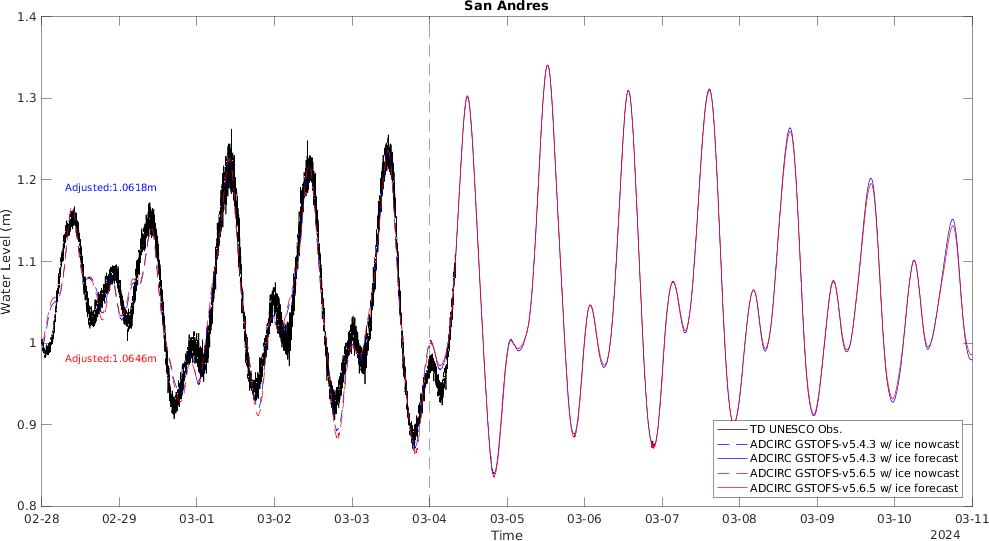 San Andres
1.4
1.3
1.2
1.1
1
0.9
0.8
Water Level (m)
Adjusted:1.0618m
Adjusted:1.0646m
TD UNESCO Obs.
ADCIRC GSTOFS-v5.4.3 w/ ice nowcast
ADCIRC GSTOFS-v5.4.3 w/ ice forecast
ADCIRC GSTOFS-v5.6.5 w/ ice nowcast
ADCIRC GSTOFS-v5.6.5 w/ ice forecast
02-28 02-29 03-01 03-02 03-03 03-04 03-05 03-06 03-07 03-08 03-09 03-10 03-11
Time
2024